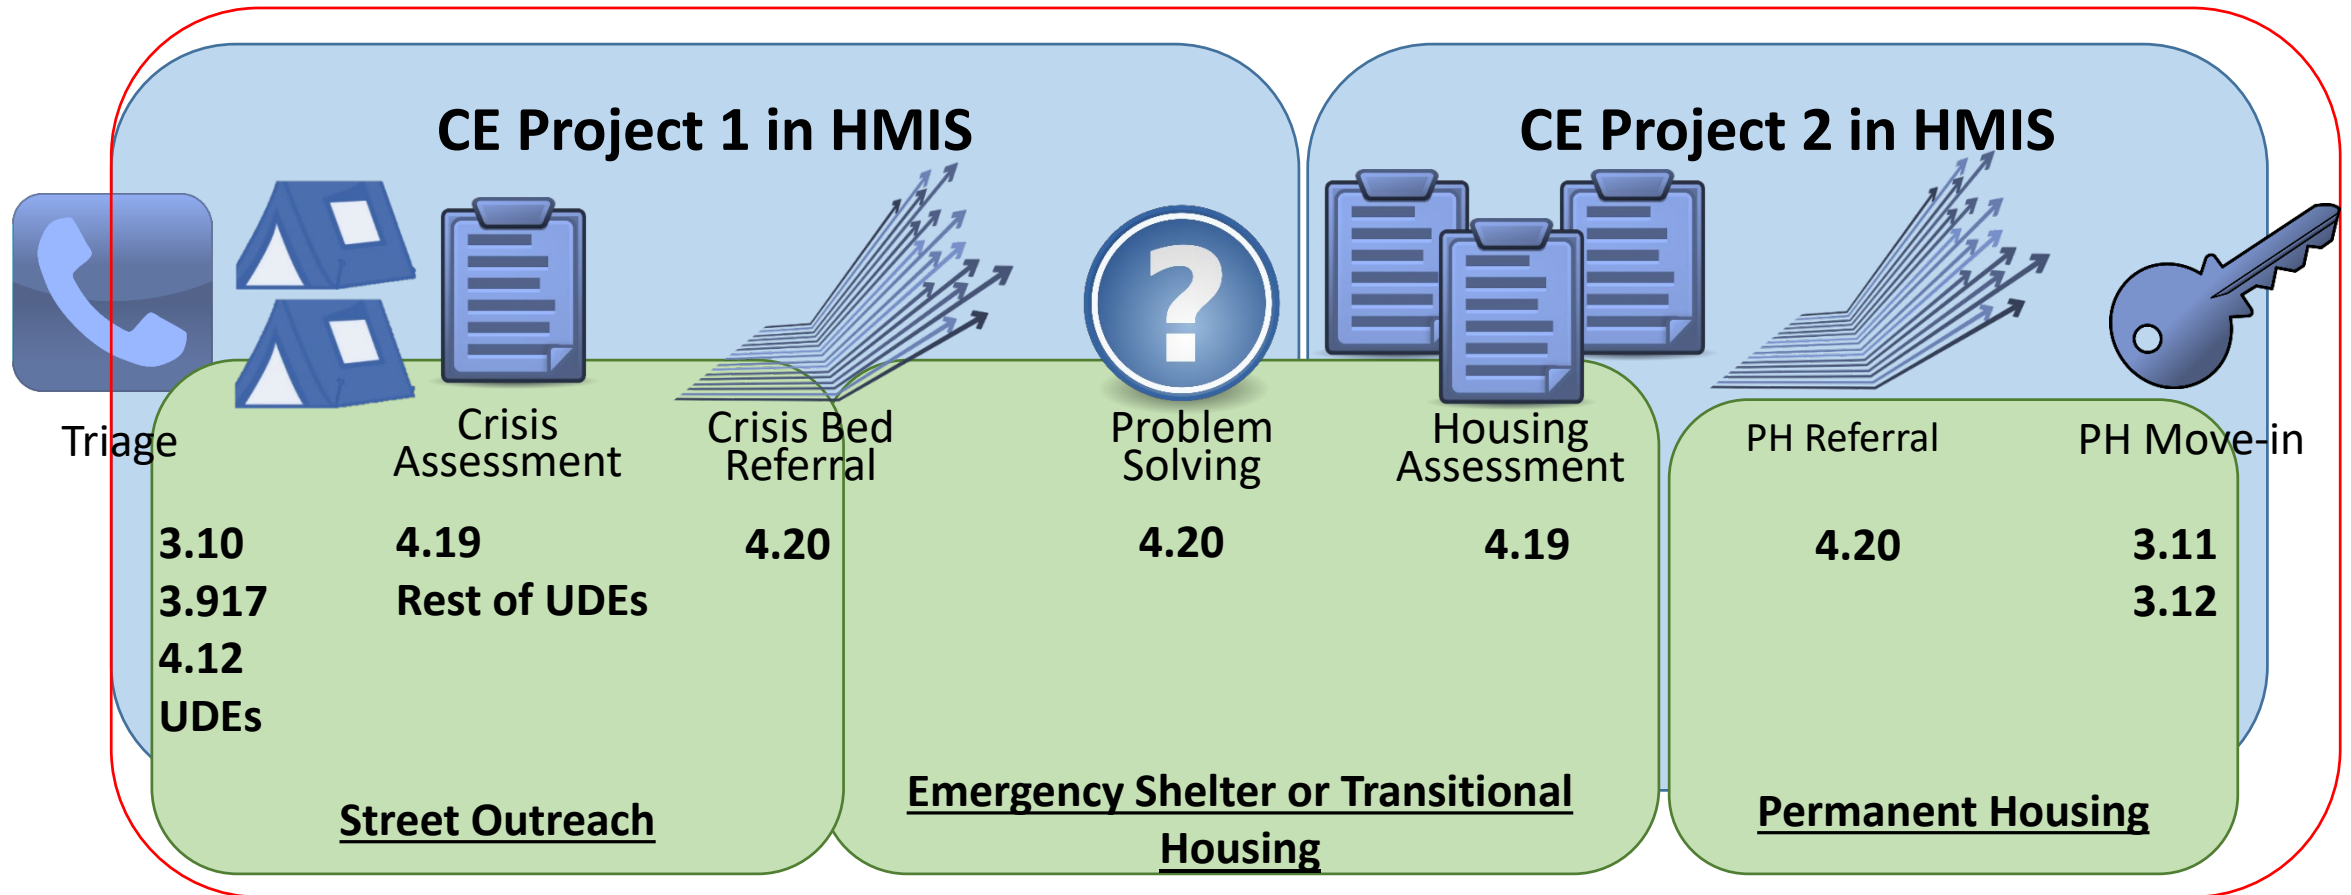 CE Project 1 in HMIS
CE Project 2 in HMIS
?
Triage
Crisis
Assessment
Crisis Bed
Referral
Problem
Solving
Housing
Assessment
PH Referral
PH Move-in
3.10
3.917
4.12
UDEs
4.19
Rest of UDEs
4.20
4.20
4.19
4.20
3.11
3.12
Street Outreach
Emergency Shelter or Transitional
Housing
Permanent Housing